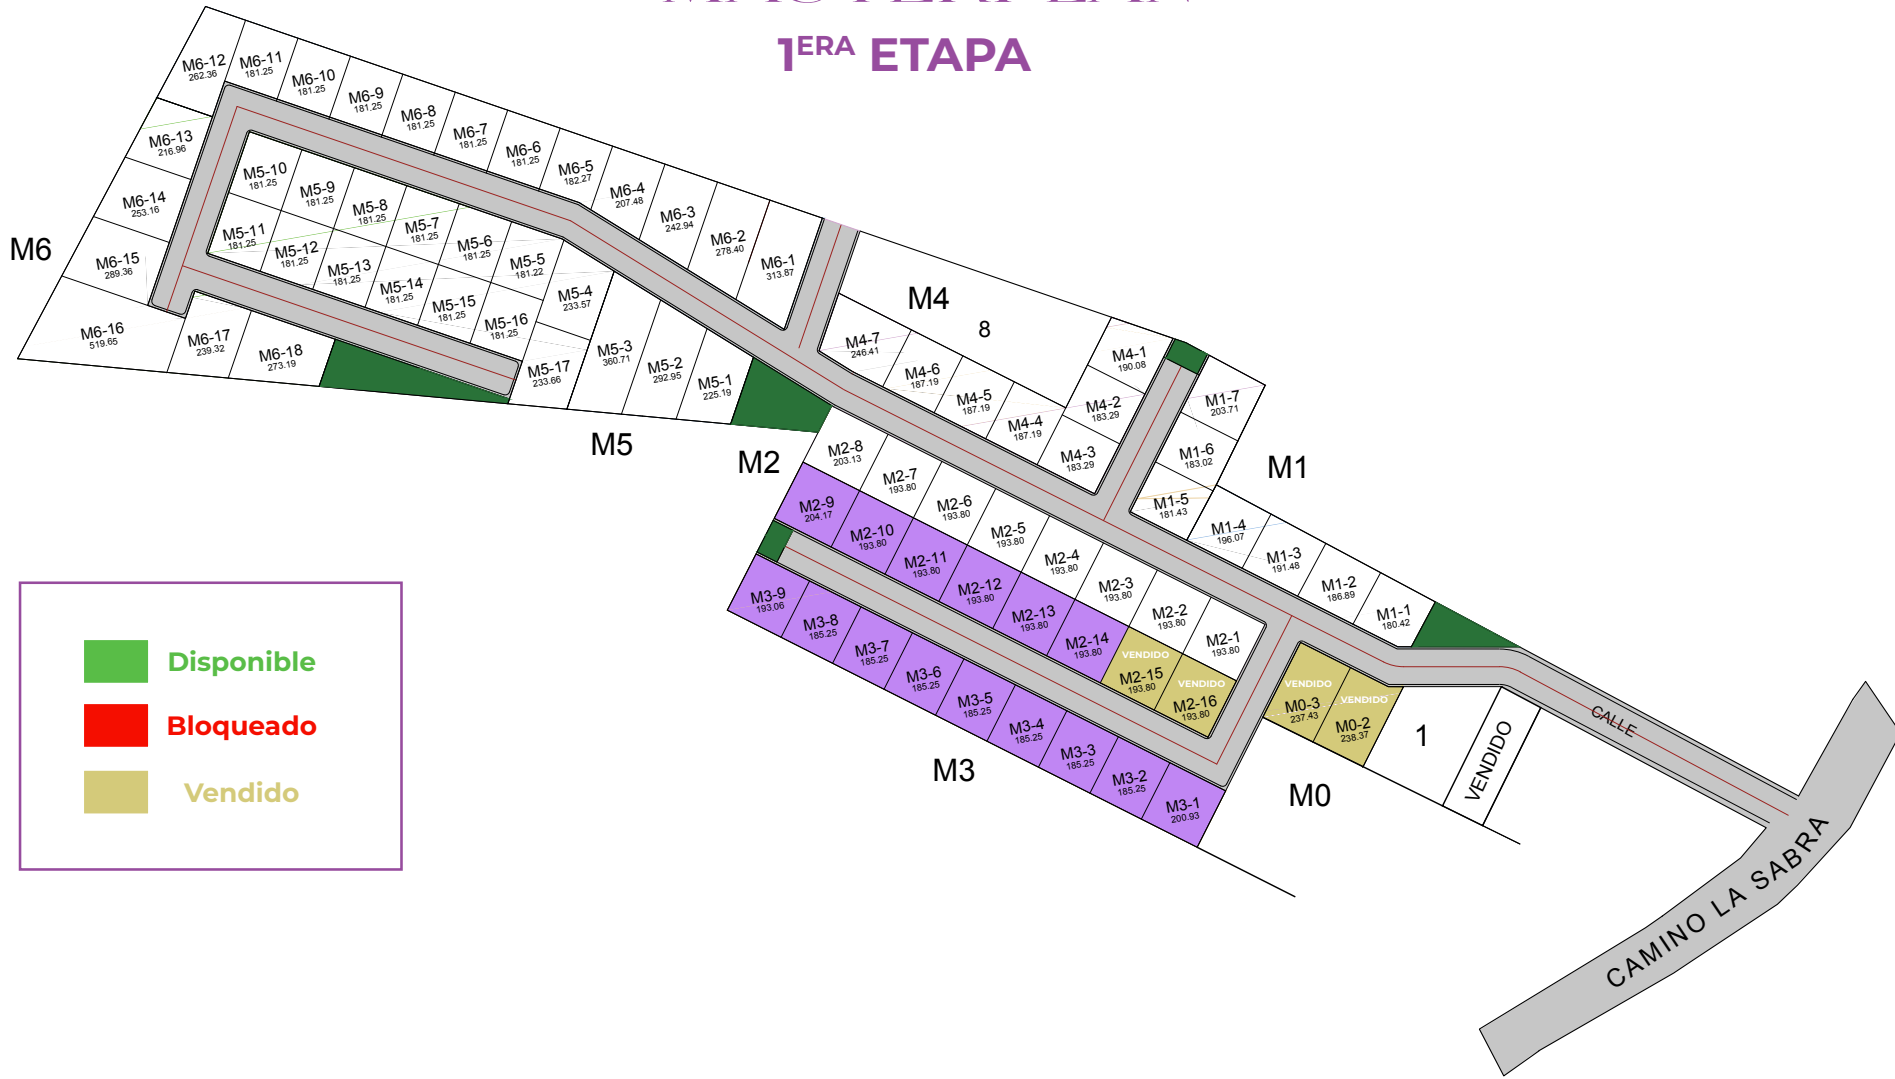 MASTERPLAN
1ERA ETAPA
M6-12
262.36
M6-11
181.25
M6-10
181.25
M6-9
181.25
M6-8
181.25
M6-7
181.25
M6-6
181.25
M6-5
182.27
M6-4
207.48
M6-3
242.94
M6-2
278.40
M6-1
313.87
M6-13
216.96
M6-14
253.16
M6-15
289.36
M6-16
519.65
M6-17
239.32
M6-18
273.19
M6
M5-10
181.25
M5-9
181.25
M5-8
181.25
M5-7
181.25
M5-6
181.25
M5-5
181.22
M5-4
233.57
M5-11
181.25
M5-12
181.25
M5-13
181.25
M5-14
181.25
M5-15
181.25
M5-16
181.25
M5-17
233.66
M5-3
360.71
M5-2
292.95
M5-1
225.19
M5
M4
8
M4-7
246.41
M4-6
187.19
M4-5
187.19
M4-4
187.19
M4-3
183.29
M4-2
183.29
M4-1
190.08
M1-7
203.71
M1-6
183.02
M1-5
181.43
M1-4
196.07
M1-3
191.48
M1-2
186.89
M1-1
180.42
M1
M2
M2-8
203.13
M2-7
193.80
M2-6
193.80
M2-5
193.80
M2-4
193.80
M2-3
193.80
M2-2
193.80
M2-1
193.80
M2-9
204.17
M2-10
193.80
M2-11
193.80
M2-12
193.80
M2-13
193.80
M2-14
193.80
VENDIDO
M2-15
193.80
VENDIDO
M2-16
193.80
M3-9
193.06
M3-8
185.25
M3-7
185.25
M3-6
185.25
M3-5
185.25
M3-4
185.25
M3-3
185.25
M3-2
185.25
M3-1
200.93
M3
VENDIDO
M0-3
237.43
VENDIDO
M0-2
238.37
1
VENDIDO
M0
CALLE
CAMINO LA SABRA
Disponible
Bloqueado
Vendido